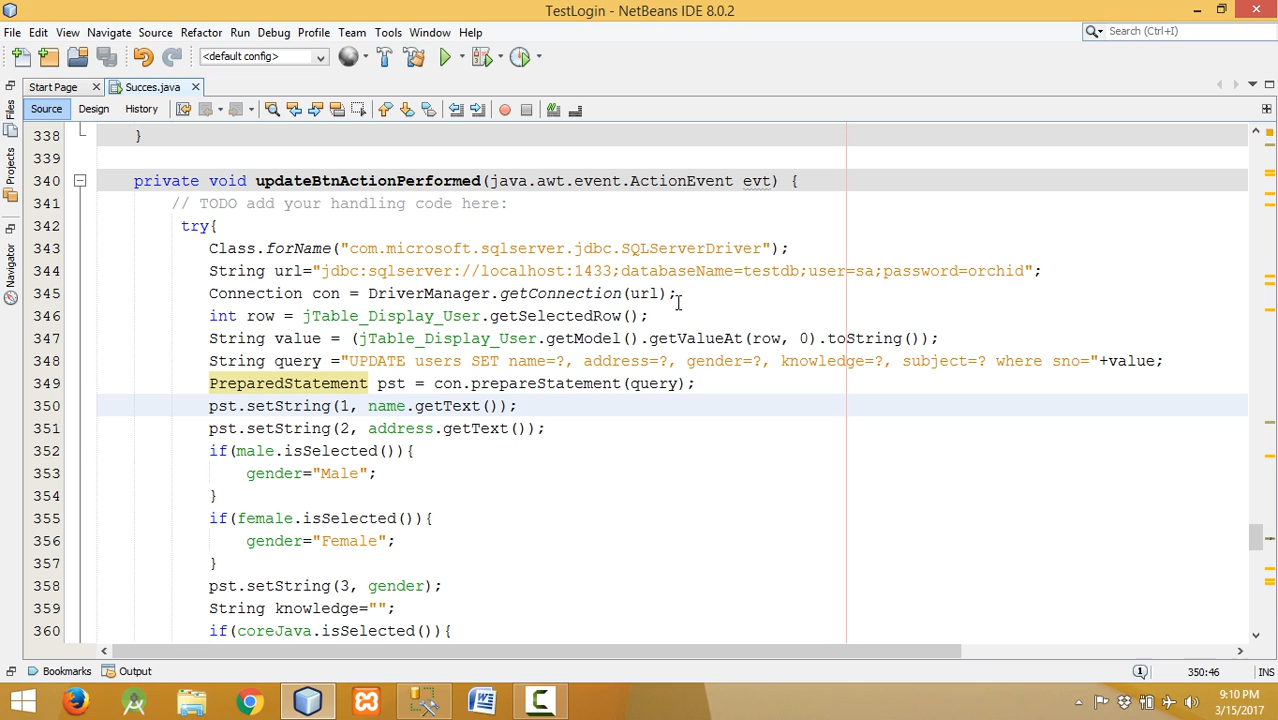 TestLogin - NetBeans IDE 8.0.2
File Edit View Navigate Source Refactor Run Debug Profile Team Tools Window Help
Search (Ctrl+I)
<default config>
Start Page
Succes.java
Source Design History
Files
Projects
Navigator
338 }
339
340 private void updateBtnActionPerformed(java.awt.event.ActionEvent evt) {
341 // TODO add your handling code here:
342 try{
343 Class.forName("com.microsoft.sqlserver.jdbc.SQLServerDriver");
344 String url="jdbc:sqlserver://localhost:1433;databaseName=testdb;user=sa;password=orchid";
345 Connection con = DriverManager.getConnection(url);
346 int row = jTable_Display_User.getSelectedRow();
347 String value = (jTable_Display_User.getModel().getValueAt(row, 0).toString());
348 String query ="UPDATE users SET name=?, address=?, gender=?, knowledge=?, subject=? where sno="+value;
349 PreparedStatement pst = con.prepareStatement(query);
350 pst.setString(1, name.getText());
351 pst.setString(2, address.getText());
352 if(male.isSelected()){
353 gender="Male";
354 }
355 if(female.isSelected()){
356 gender="Female";
357 }
358 pst.setString(3, gender);
359 String knowledge="";
360 if(coreJava.isSelected()){
Bookmarks Output
1
350:46
INS
9:10 PM
3/15/2017